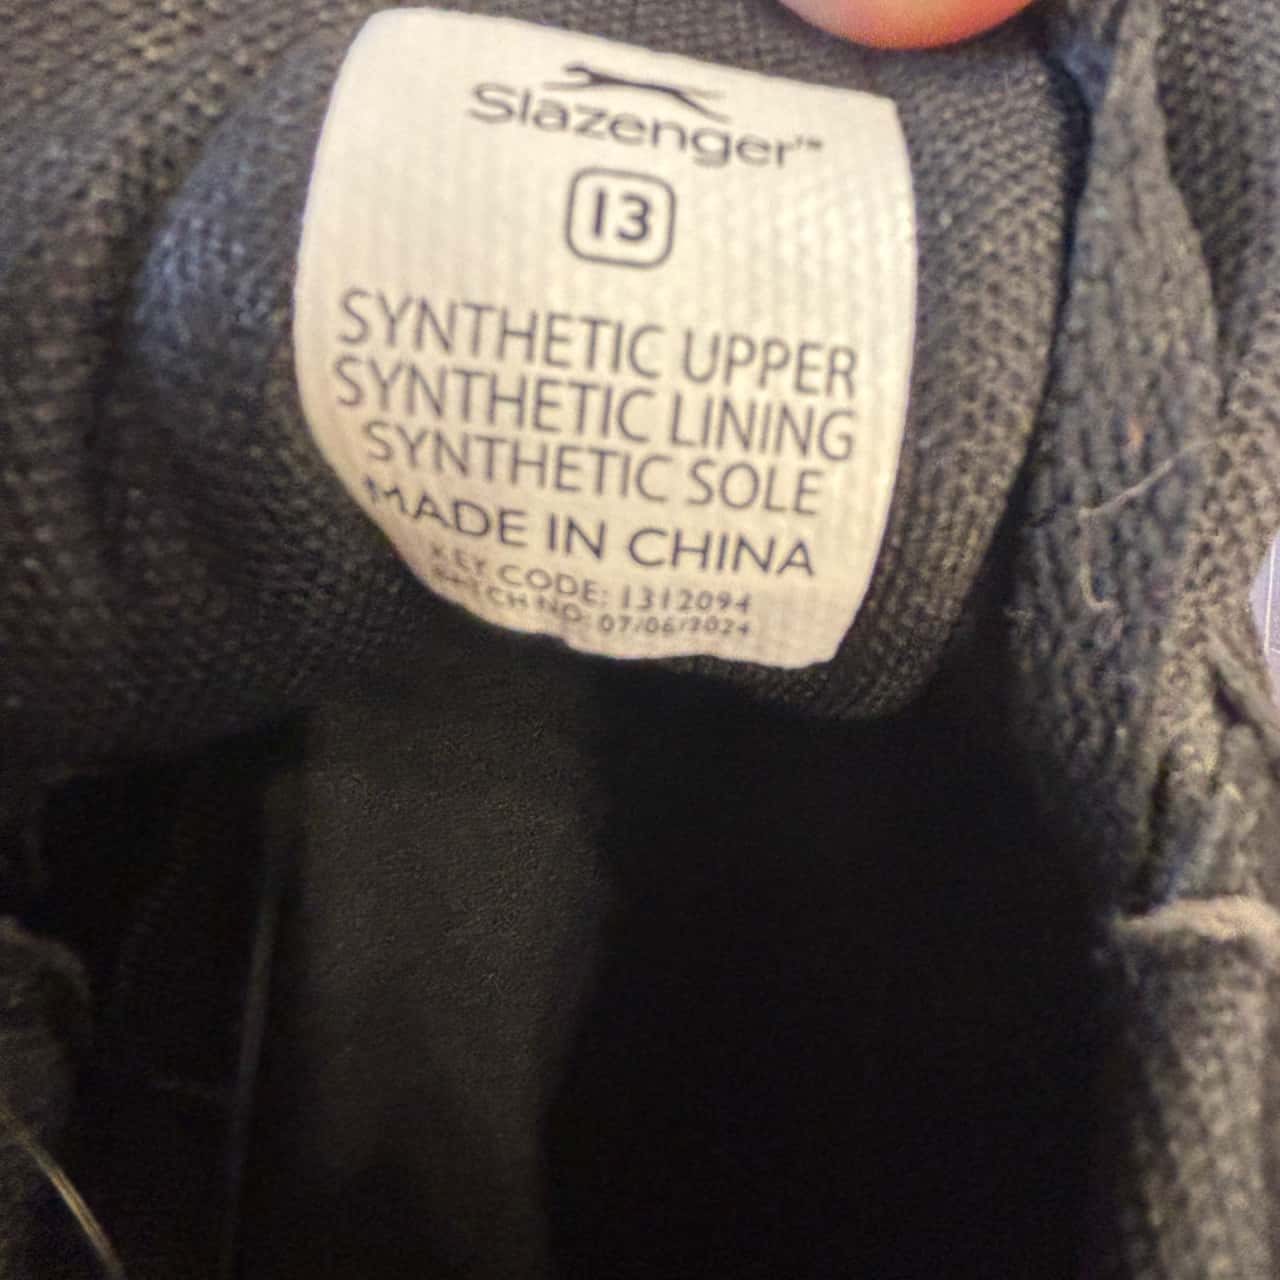 Slazenger™
13
SYNTHETIC UPPER
SYNTHETIC LINING
SYNTHETIC SOLE
MADE IN CHINA
KEY CODE: 1312094
BATCH NO: 07/06/2024